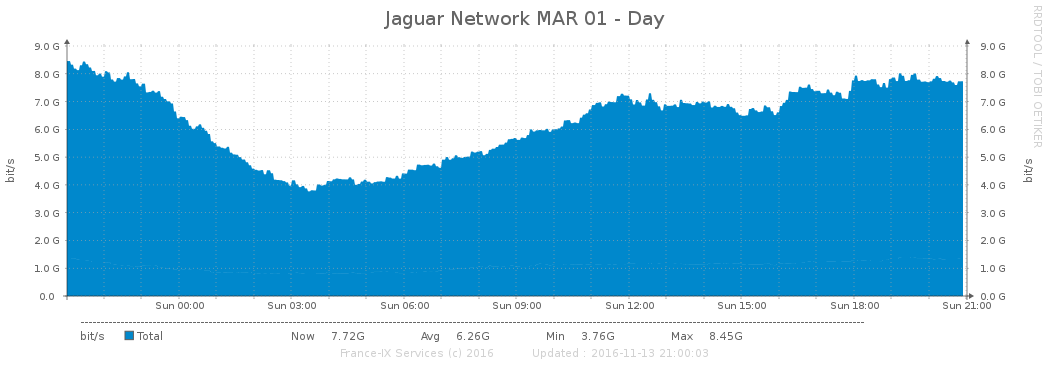 Jaguar Network MAR 01 - Day
RRDTOOL / TOBI OETIKER
bit/s
9.0 G
8.0 G
7.0 G
6.0 G
5.0 G
4.0 G
3.0 G
2.0 G
1.0 G
0.0
9.0 G
8.0 G
7.0 G
6.0 G
5.0 G
4.0 G
3.0 G
2.0 G
1.0 G
0.0 G
bit/s
Sun 00:00 Sun 03:00 Sun 06:00 Sun 09:00 Sun 12:00 Sun 15:00 Sun 18:00 Sun 21:00
bit/s Total Now 7.72G Avg 6.26G Min 3.76G Max 8.45G
France-IX Services (c) 2016 Updated : 2016-11-13 21:00:03